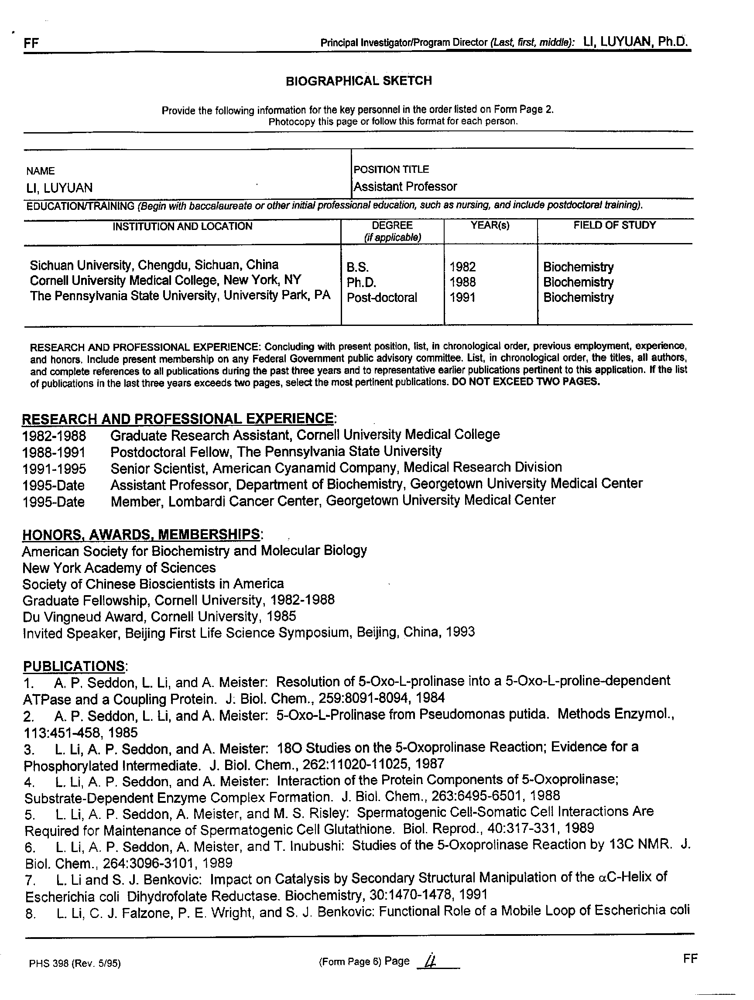 FF Principal Investigator/Program Director (Last, first, middle): LI, LUYUAN, Ph.D.
BIOGRAPHICAL SKETCH
Provide the following information for the key personnel in the order listed on Form Page 2.
Photocopy this page or follow this format for each person.
NAME POSITION TITLE
LI, LUYUAN Assistant Professor
EDUCATION/TRAINING (Begin with baccalaureate or other initial professional education, such as nursing, and include postdoctoral training).
INSTITUTION AND LOCATION DEGREE YEAR(s) FIELD OF STUDY
(if applicable)
Sichuan University, Chengdu, Sichuan, China B.S. 1982 Biochemistry
Cornell University Medical College, New York, NY Ph.D. 1988 Biochemistry
The Pennsylvania State University, University Park, PA Post-doctoral 1991 Biochemistry
RESEARCH AND PROFESSIONAL EXPERIENCE: Concluding with present position, list, in chronological order, previous employment, experience,
and honors. Include present membership on any Federal Government public advisory committee. List, in chronological order, the titles, all authors,
and complete references to all publications during the past three years and to representative earlier publications pertinent to this application. If the list
of publications in the last three years exceeds two pages, select the most pertinent publications. DO NOT EXCEED TWO PAGES.
RESEARCH AND PROFESSIONAL EXPERIENCE:
1982-1988 Graduate Research Assistant, Cornell University Medical College
1988-1991 Postdoctoral Fellow, The Pennsylvania State University
1991-1995 Senior Scientist, American Cyanamid Company, Medical Research Division
1995-Date Assistant Professor, Department of Biochemistry, Georgetown University Medical Center
1995-Date Member, Lombardi Cancer Center, Georgetown University Medical Center
HONORS, AWARDS, MEMBERSHIPS:
American Society for Biochemistry and Molecular Biology
New York Academy of Sciences
Society of Chinese Bioscientists in America
Graduate Fellowship, Cornell University, 1982-1988
Du Vingneud Award, Cornell University, 1985
Invited Speaker, Beijing First Life Science Symposium, Beijing, China, 1993
PUBLICATIONS:
1. A. P. Seddon, L. Li, and A. Meister: Resolution of 5-Oxo-L-prolinase into a 5-Oxo-L-proline-dependent
ATPase and a Coupling Protein. J. Biol. Chem., 259:8091-8094, 1984
2. A. P. Seddon, L. Li, and A. Meister: 5-Oxo-L-Prolinase from Pseudomonas putida. Methods Enzymol.,
113:451-458, 1985
3. L. Li, A. P. Seddon, and A. Meister: 18O Studies on the 5-Oxoprolinase Reaction; Evidence for a
Phosphorylated Intermediate. J. Biol. Chem., 262:11020-11025, 1987
4. L. Li, A. P. Seddon, and A. Meister: Interaction of the Protein Components of 5-Oxoprolinase;
Substrate-Dependent Enzyme Complex Formation. J. Biol. Chem., 263:6495-6501, 1988
5. L. Li, A. P. Seddon, A. Meister, and M. S. Risley: Spermatogenic Cell-Somatic Cell Interactions Are
Required for Maintenance of Spermatogenic Cell Glutathione. Biol. Reprod., 40:317-331, 1989
6. L. Li, A. P. Seddon, A. Meister, and T. Inubushi: Studies of the 5-Oxoprolinase Reaction by 13C NMR. J.
Biol. Chem., 264:3096-3101, 1989
7. L. Li and S. J. Benkovic: Impact on Catalysis by Secondary Structural Manipulation of the αC-Helix of
Escherichia coli Dihydrofolate Reductase. Biochemistry, 30:1470-1478, 1991
8. L. Li, C. J. Falzone, P. E. Wright, and S. J. Benkovic: Functional Role of a Mobile Loop of Escherichia coli
PHS 398 (Rev. 5/95) (Form Page 6) Page 4 FF